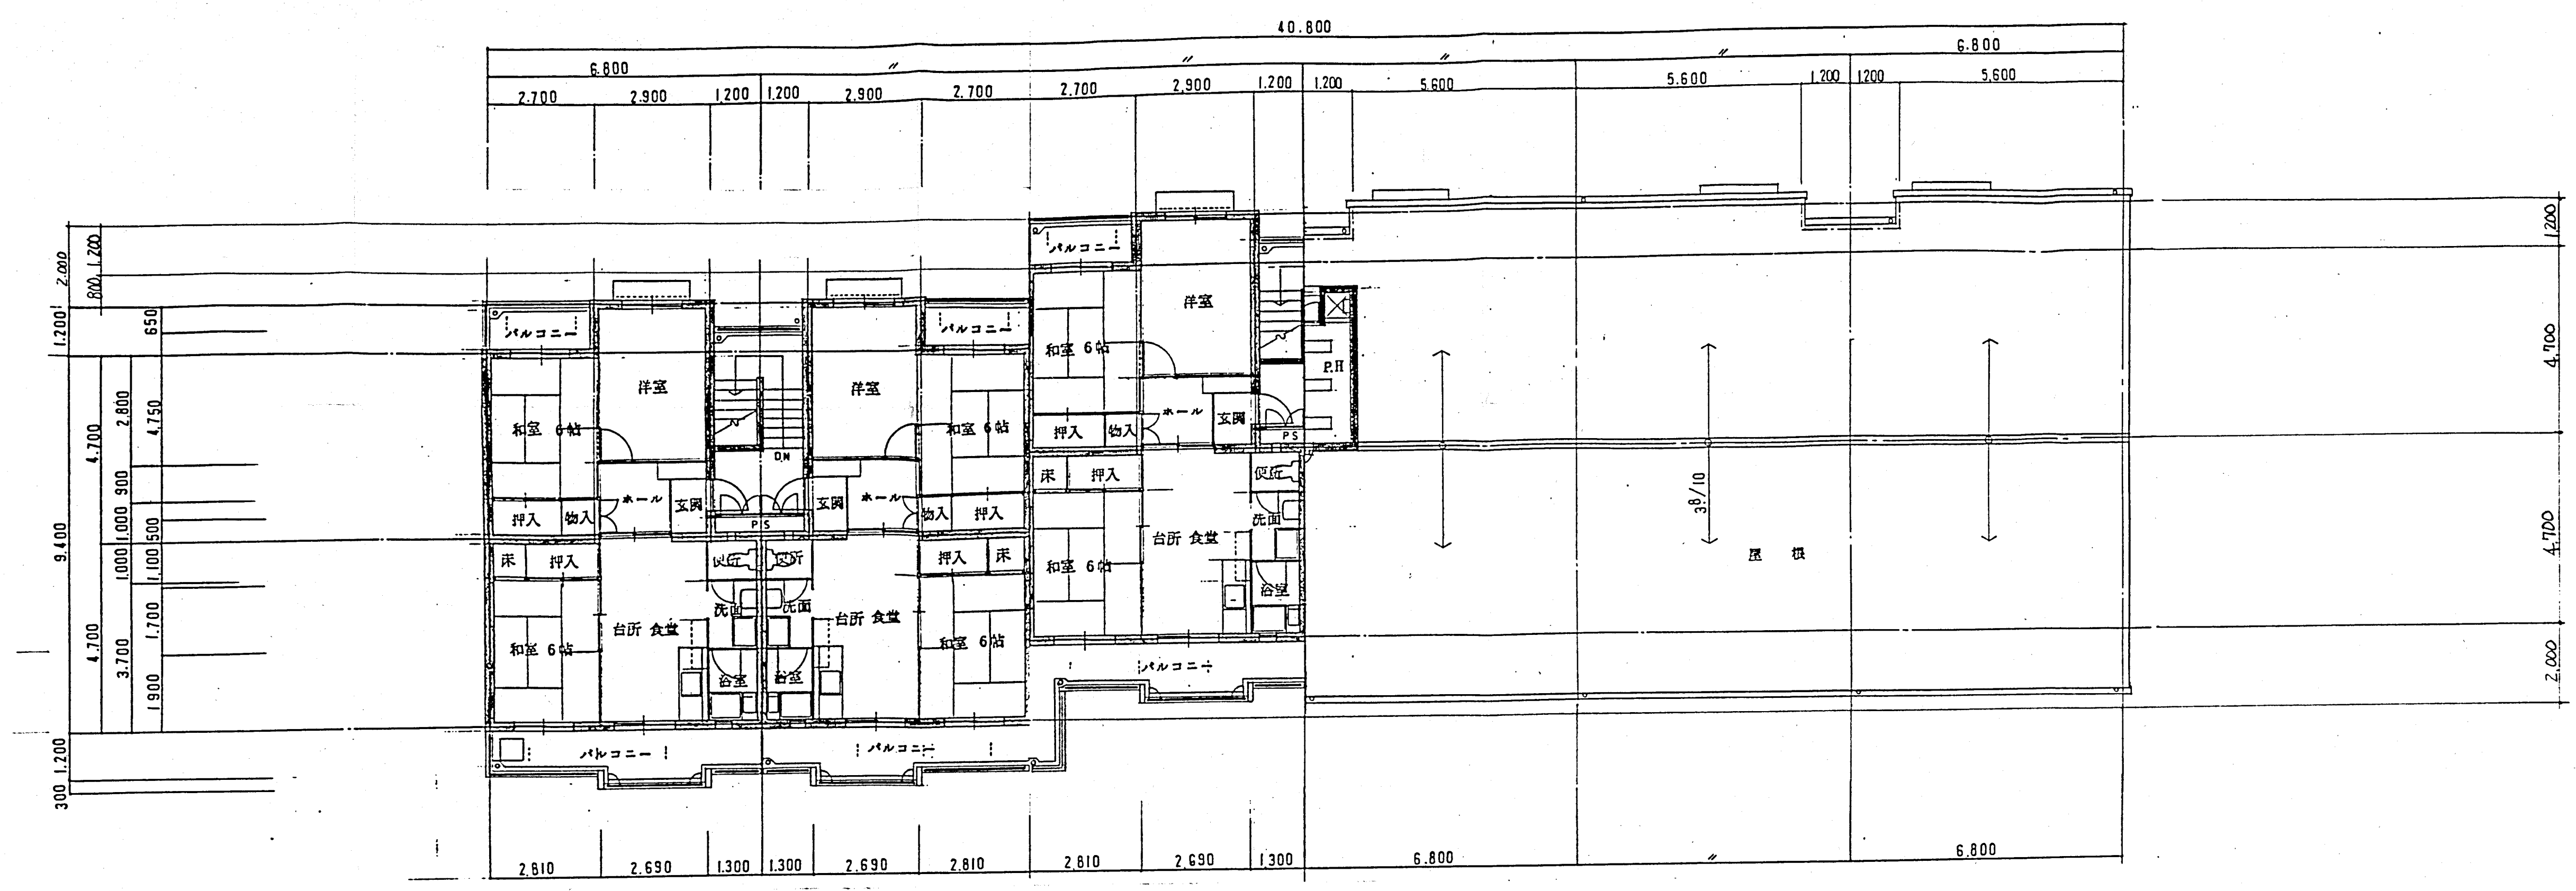 40.800
6.800 〃 〃 〃 〃 6.800
2.700 2.900 1.200 1.200 2.900 2.700 2.700 2.900 1.200 1.200 5.600 5.600 1.200 1.200 5.600
2.000 800 1.200 1.200
バルコニー
洋室
1.200 650
バルコニー バルコニー
和室 6帖 P.H
洋室 洋室
4.700 2.800 4.750 4.700
ホール 玄関
押入 物入
PS
和室 6帖 和室 6帖
DN
床 押入 便所
900
ホール 玄関 玄関 ホール
38/10
押入 物入 物入 押入
PS
洗面
1.000 500
台所 食堂
9.400 4.700
屋根
床 押入 便所 便所 押入 床
1.000 1.100
和室 6帖 浴室
洗面 洗面
台所 食堂 台所 食堂
4.700 3.700 1.700
和室 6帖 和室 6帖
バルコニー
2.000
浴室 浴室
1.900
バルコニー バルコニー
300 1.200
2.810 2.690 1.300 1.300 2.690 2.810 2.810 2.690 1.300 6.800 〃 6.800